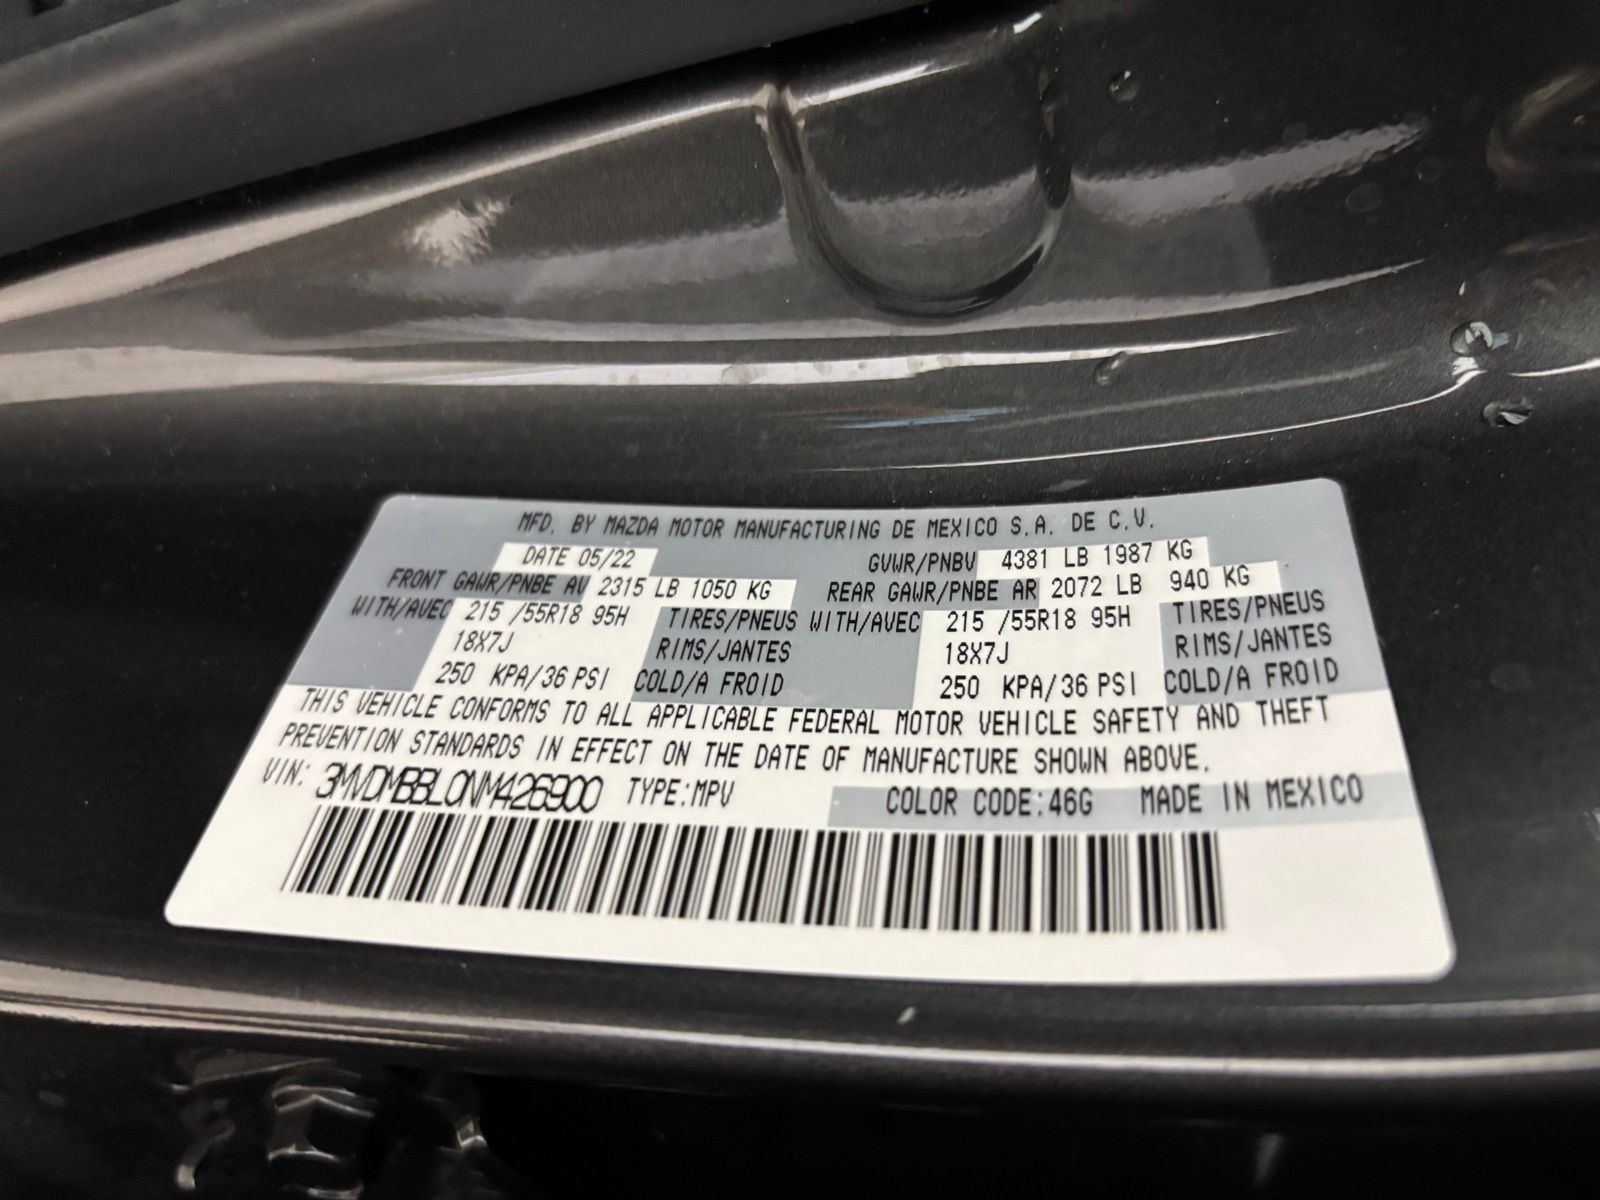 MFD. BY MAZDA MOTOR MANUFACTURING DE MEXICO S.A. DE C.V.
DATE 05/22 GVWR/PNBV 4381 LB 1987 KG
FRONT GAWR/PNBE AV 2315 LB 1050 KG REAR GAWR/PNBE AR 2072 LB 940 KG
WITH/AVEC 215 /55R18 95H TIRES/PNEUS WITH/AVEC 215 /55R18 95H TIRES/PNEUS
18X7J RIMS/JANTES 18X7J RIMS/JANTES
250 KPA/36 PSI COLD/A FROID 250 KPA/36 PSI COLD/A FROID
THIS VEHICLE CONFORMS TO ALL APPLICABLE FEDERAL MOTOR VEHICLE SAFETY AND THEFT
PREVENTION STANDARDS IN EFFECT ON THE DATE OF MANUFACTURE SHOWN ABOVE.
VIN: 3MVDMBBL0NM426900 TYPE:MPV COLOR CODE:46G MADE IN MEXICO